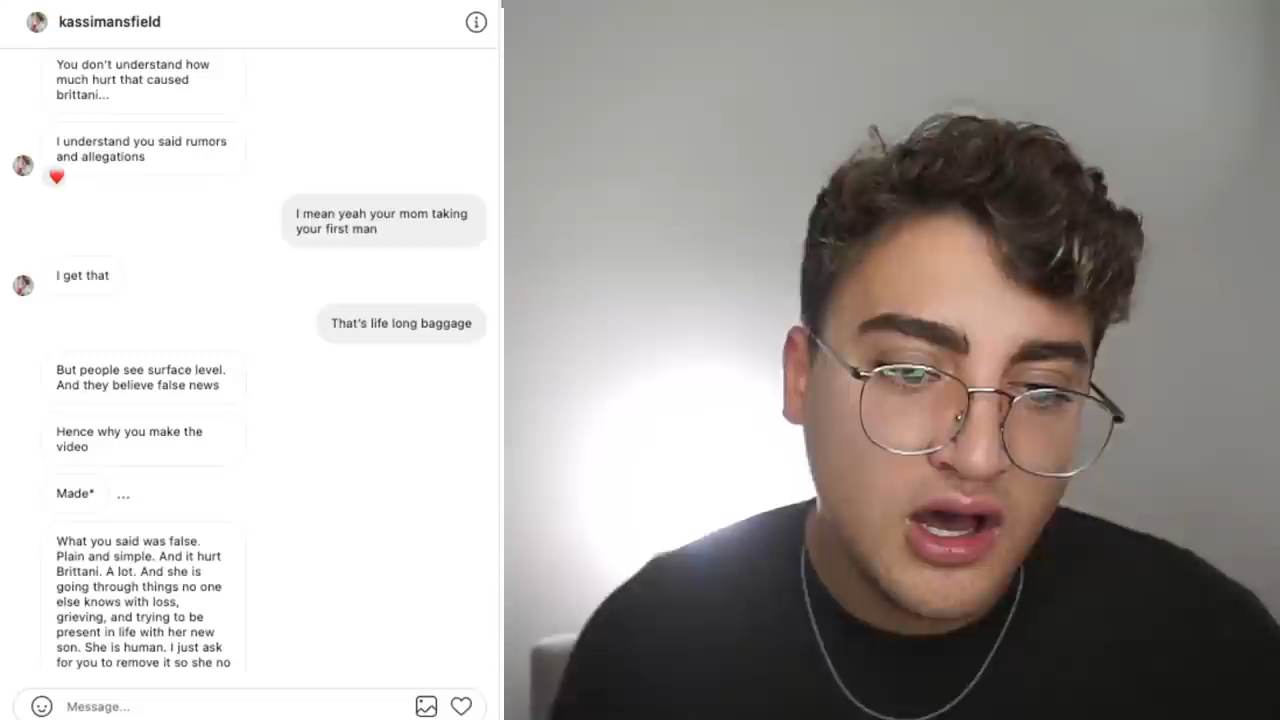 kassimansfield
You don't understand how
much hurt that caused
brittani...
I understand you said rumors
and allegations
I mean yeah your mom taking
your first man
I get that
That's life long baggage
But people see surface level.
And they believe false news
Hence why you make the
video
Made*
...
What you said was false.
Plain and simple. And it hurt
Brittani. A lot. And she is
going through things no one
else knows with loss,
grieving, and trying to be
present in life with her new
son. She is human. I just ask
for you to remove it so she no
Message...